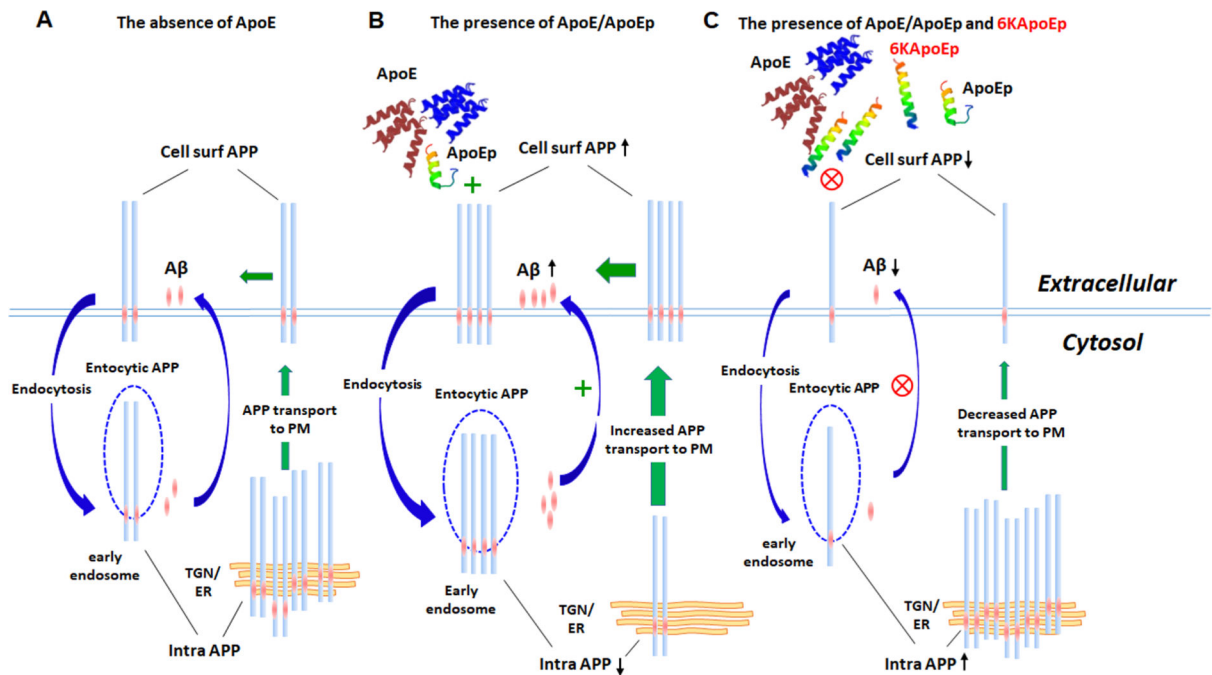 A
The absence of ApoE
Cell surf APP
Aβ
Endocytosis
Entocytic APP
APP transport
to PM
early
endosome
TGN/
ER
Intra APP
B
The presence of ApoE/ApoEp
ApoE
ApoEp
+
Cell surf APP ↑
Aβ ↑
Endocytosis
Entocytic APP
+
Increased APP
transport to PM
Early
endosome
TGN/
ER
Intra APP ↓
C
The presence of ApoE/ApoEp and 6KApoEp
6KApoEp
ApoE
ApoEp
Cell surf APP ↓
Aβ ↓
Extracellular
Cytosol
Endocytosis
Entocytic APP
Decreased APP
transport to PM
early
endosome
TGN/
ER
Intra APP ↑